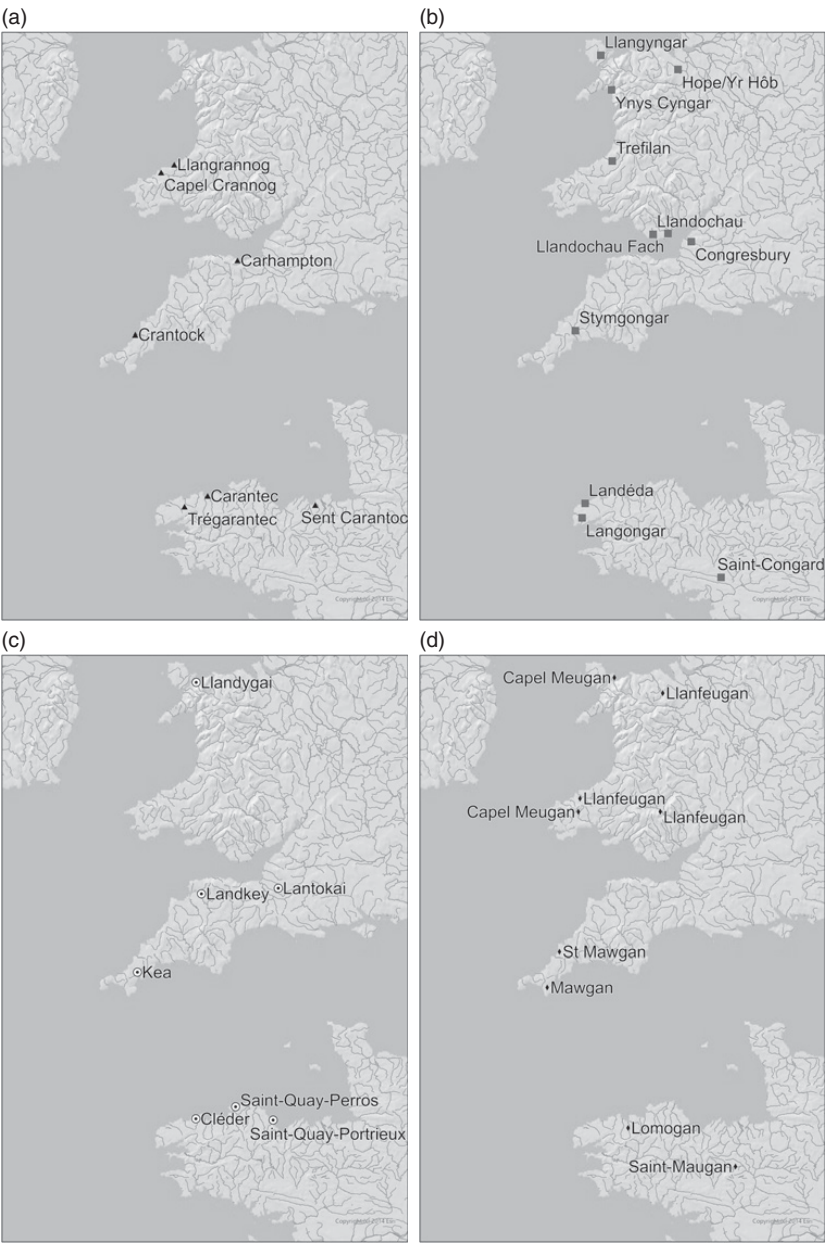 (a)
Llangrannog
Capel Crannog
Carhampton
Crantock
Carantec
Trégarantec
Sent Carantoc
(b)
Llangyngar
Hope/Yr Hôb
Ynys Cyngar
Trefilan
Llandochau
Llandochau Fach
Congresbury
Stymgongar
Landéda
Langongar
Saint-Congard
(c)
Llandygai
Landkey
Lantokai
Kea
Saint-Quay-Perros
Cléder
Saint-Quay-Portrieux
(d)
Capel Meugan
Llanfeugan
Llanfeugan
Capel Meugan
Llanfeugan
St Mawgan
Mawgan
Lomogan
Saint-Maugan